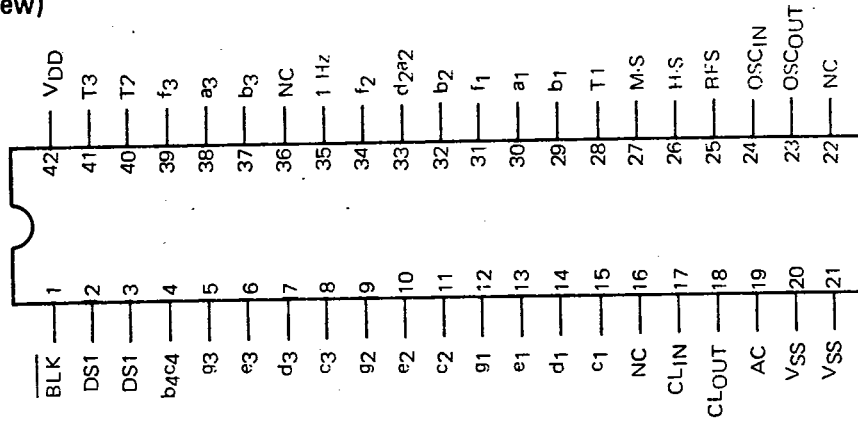 ew)
42 VDD
41 T3
40 T2
39 f3
38 a3
37 b3
36 NC
35 1 Hz
34 f2
33 d2a2
32 b2
31 f1
30 a1
29 b1
28 T1
27 M·S
26 H·S
25 RFS
24 OSCIN
23 OSCOUT
22 NC
1 BLK
2 DS1
3 DS1
4 b4c4
5 g3
6 e3
7 d3
8 c3
9 g2
10 e2
11 c2
12 g1
13 e1
14 d1
15 c1
16 NC
17 CLIN
18 CLOUT
19 AC
20 VSS
21 VSS